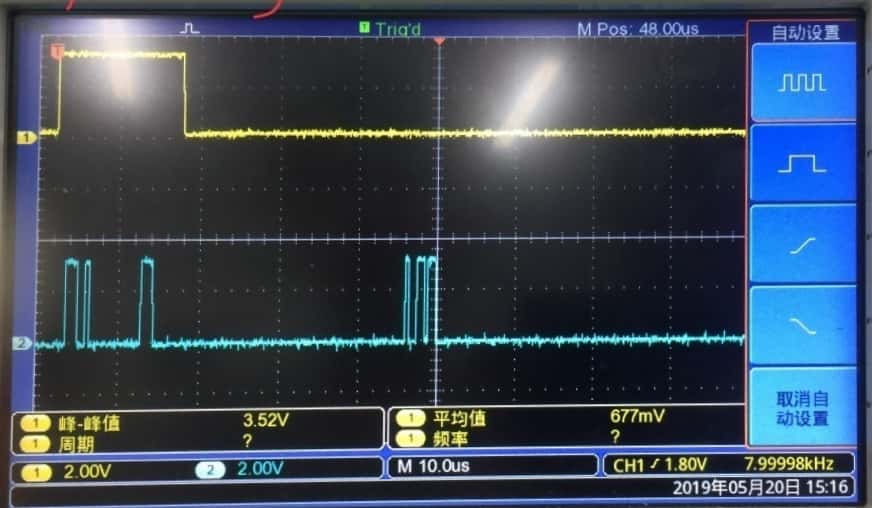 1 Trig'd M Pos: 48.00us 自动设置
T
1
2
取消自
动设置
1 峰-峰值 3.52V 1 平均值 677mV
1 周期 ? 1 频率 ?
1 2.00V 2 2.00V M 10.0us CH1 1.80V 7.99998kHz
2019年05月20日 15:16